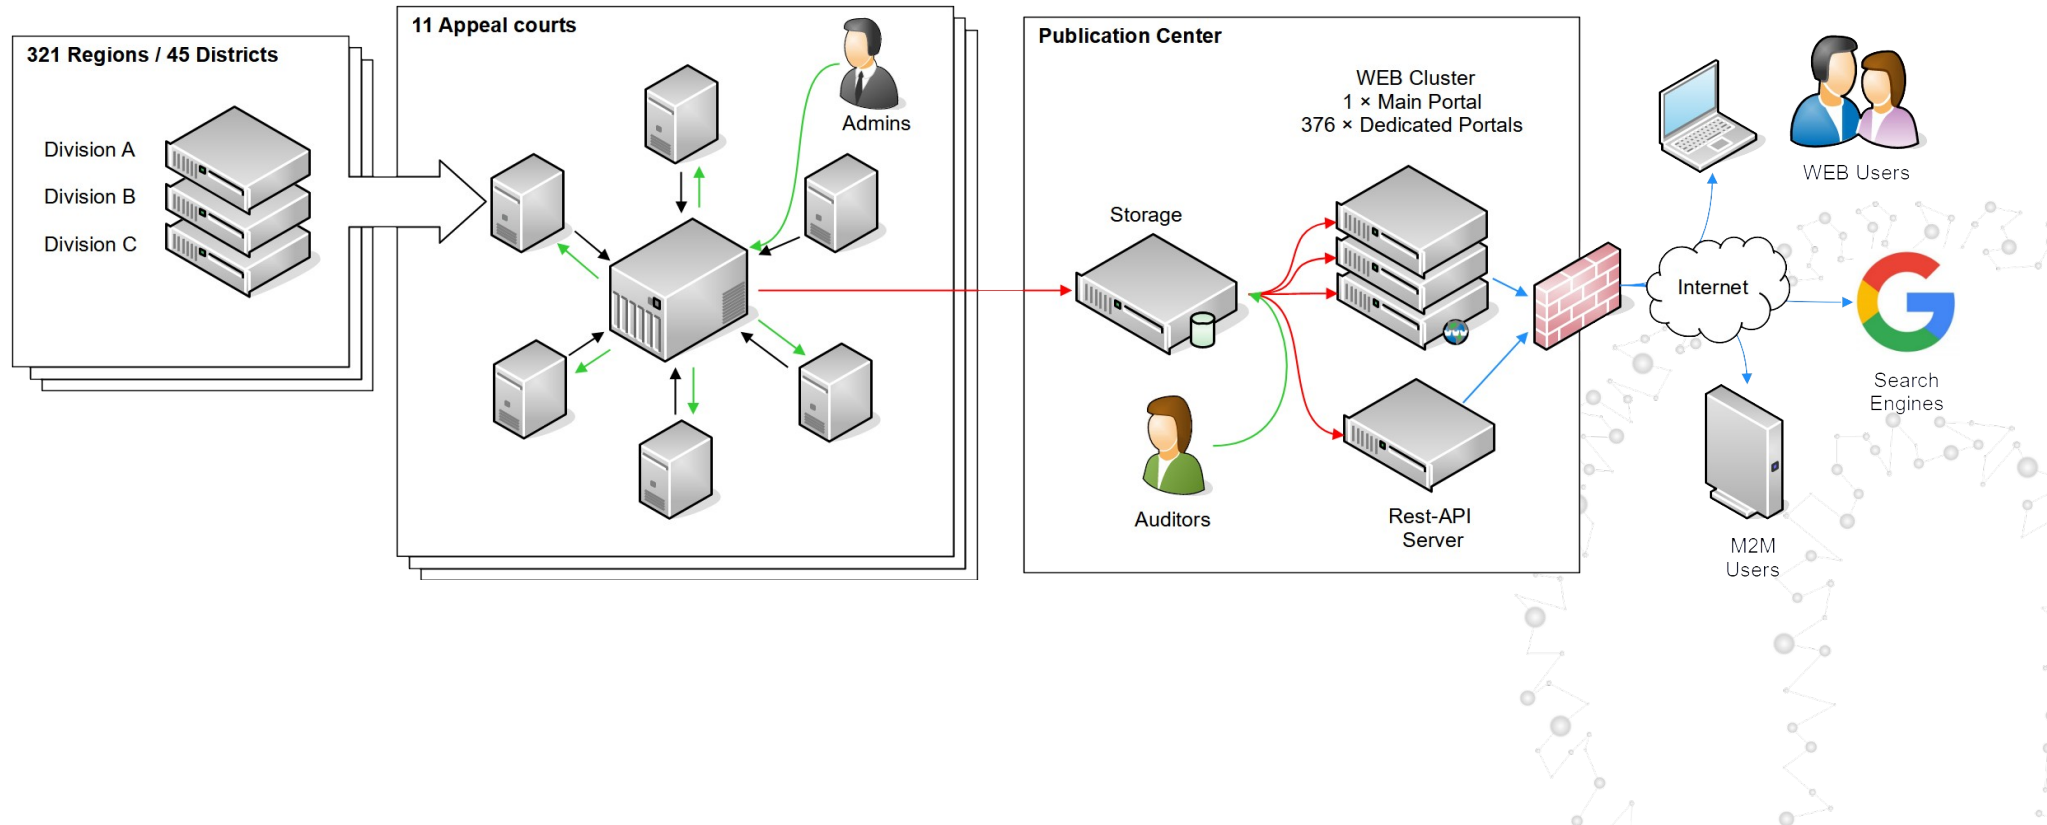 321 Regions / 45 Districts
Division A
Division B
Division C
11 Appeal courts
Admins
Publication Center
WEB Cluster
1 × Main Portal
376 × Dedicated Portals
Storage
Auditors
Rest-API
Server
Internet
WEB Users
Search
Engines
M2M
Users